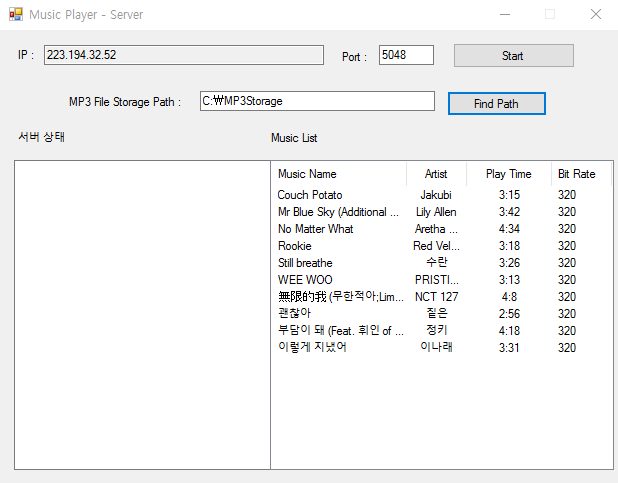 Music Player - Server
IP : 223.194.32.52 Port : 5048 Start
MP3 File Storage Path : C:₩MP3Storage Find Path
서버 상태 Music List
Music Name Artist Play Time Bit Rate
Couch Potato Jakubi 3:15 320
Mr Blue Sky (Additional ... Lily Allen 3:42 320
No Matter What Aretha ... 4:34 320
Rookie Red Vel... 3:18 320
Still breathe 수란 3:26 320
WEE WOO PRISTI... 3:13 320
無限的我 (무한적아;Lim... NCT 127 4:8 320
괜찮아 짙은 2:56 320
부담이 돼 (Feat. 휘인 of ... 정키 4:18 320
이렇게 지냈어 이나래 3:31 320